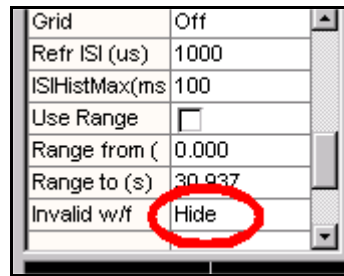 Grid Off
Refr ISI (us) 1000
ISIHistMax(ms 100
Use Range
Range from ( 0.000
Range to (s) 30.937
Invalid w/f Hide